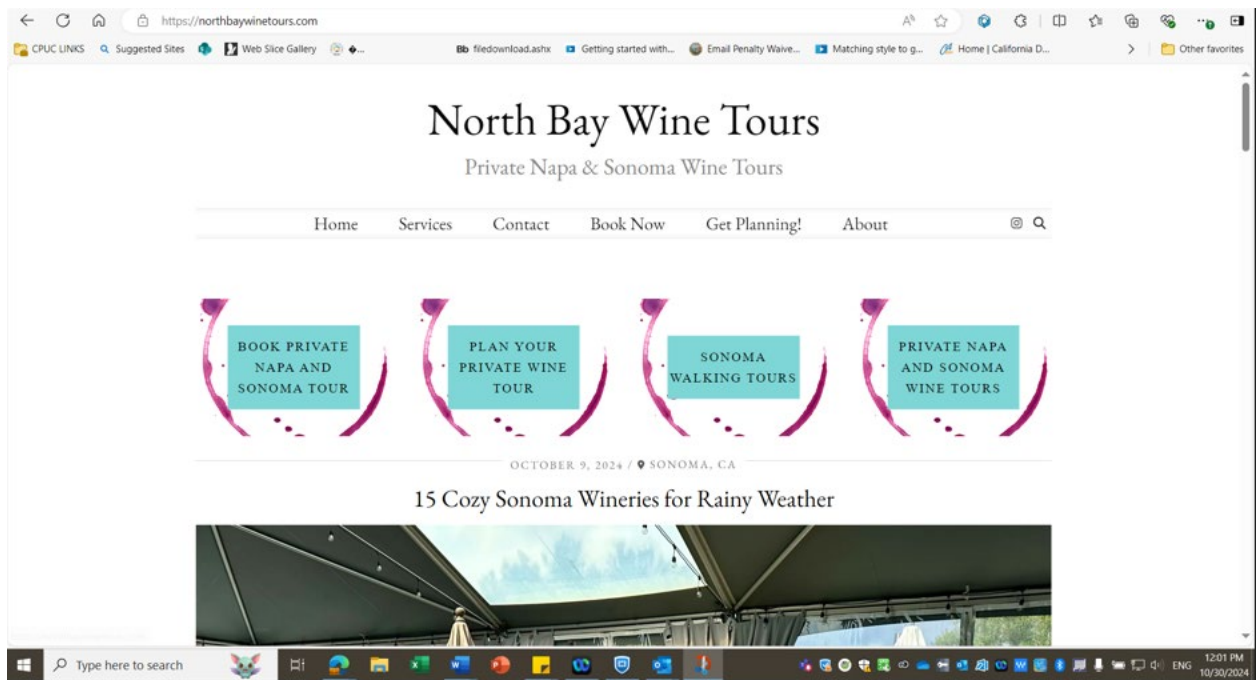 https://northbaywinetours.com
CPUC LINKS Suggested Sites Web Slice Gallery �... Bb filedownload.ashx Getting started with... Email Penalty Waive... Matching style to g... Home | California D... Other favorites
North Bay Wine Tours
Private Napa & Sonoma Wine Tours
Home Services Contact Book Now Get Planning! About
BOOK PRIVATE
NAPA AND
SONOMA TOUR
PLAN YOUR
PRIVATE WINE
TOUR
SONOMA
WALKING TOURS
PRIVATE NAPA
AND SONOMA
WINE TOURS
OCTOBER 9, 2024 / SONOMA, CA
15 Cozy Sonoma Wineries for Rainy Weather
Type here to search
ENG
12:01 PM
10/30/2024